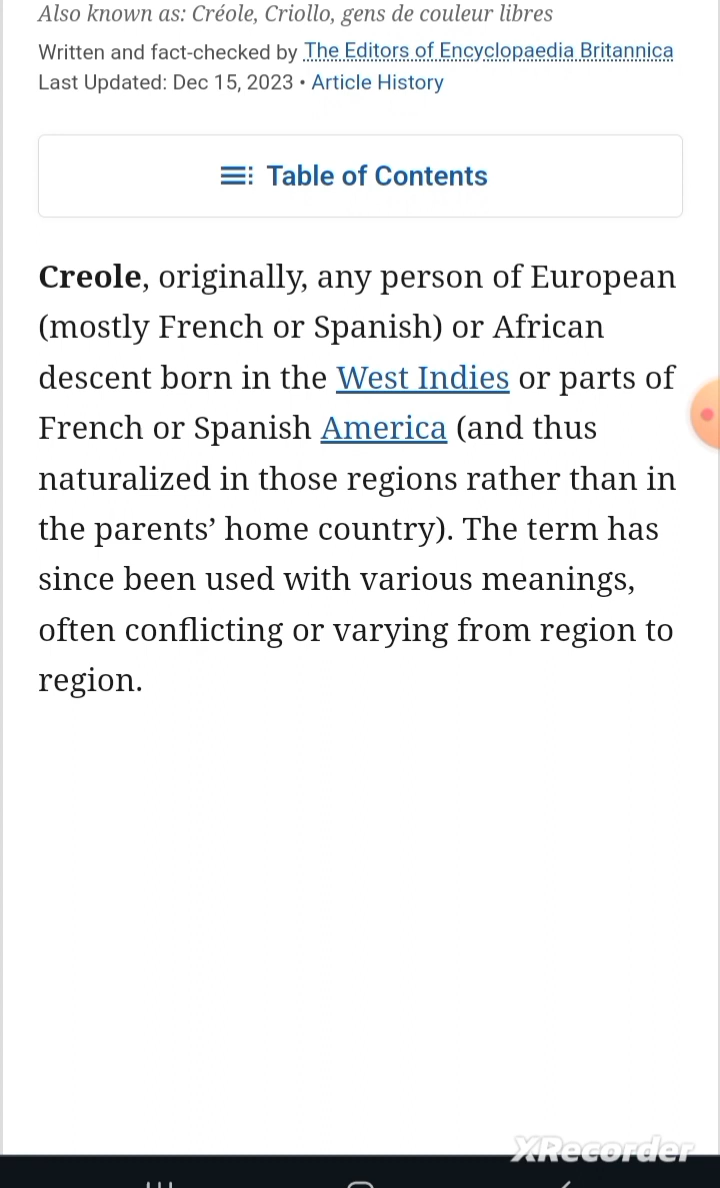 Also known as: Créole, Criollo, gens de couleur libres
Written and fact-checked by The Editors of Encyclopaedia Britannica
Last Updated: Dec 15, 2023 • Article History
Table of Contents
Creole, originally, any person of European
(mostly French or Spanish) or African
descent born in the West Indies or parts of
French or Spanish America (and thus
naturalized in those regions rather than in
the parents’ home country). The term has
since been used with various meanings,
often conflicting or varying from region to
region.
XRecorder